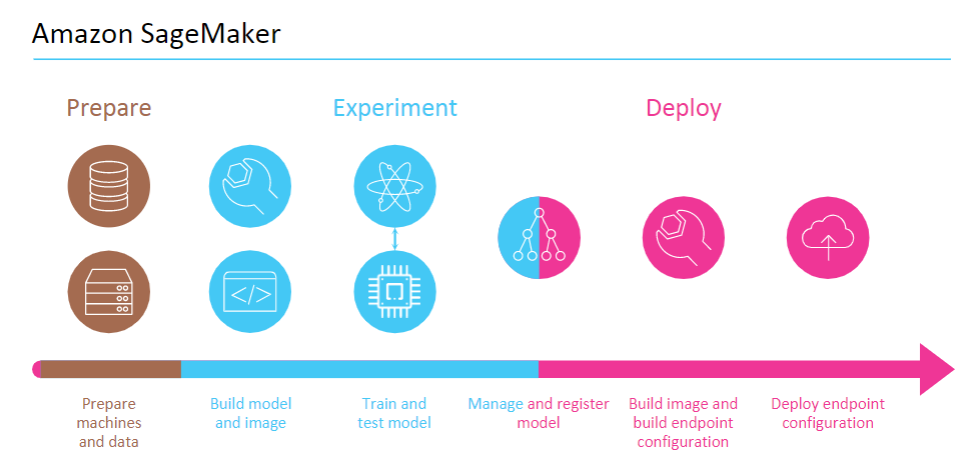 Amazon SageMaker
Prepare
Experiment
Deploy
</>
Prepare
machines
and data
Build model
and image
Train and
test model
Manage and register
model
Build image and
build endpoint
configuration
Deploy endpoint
configuration